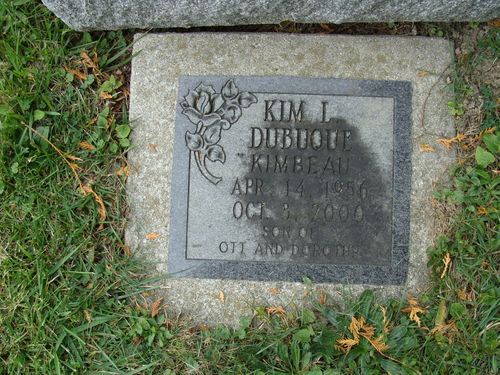 KIM L.
DUBUQUE
"KIMBEAU"
APR. 14, 1956
OCT. 3, 2000
SON OF
OTT AND DOROTHY